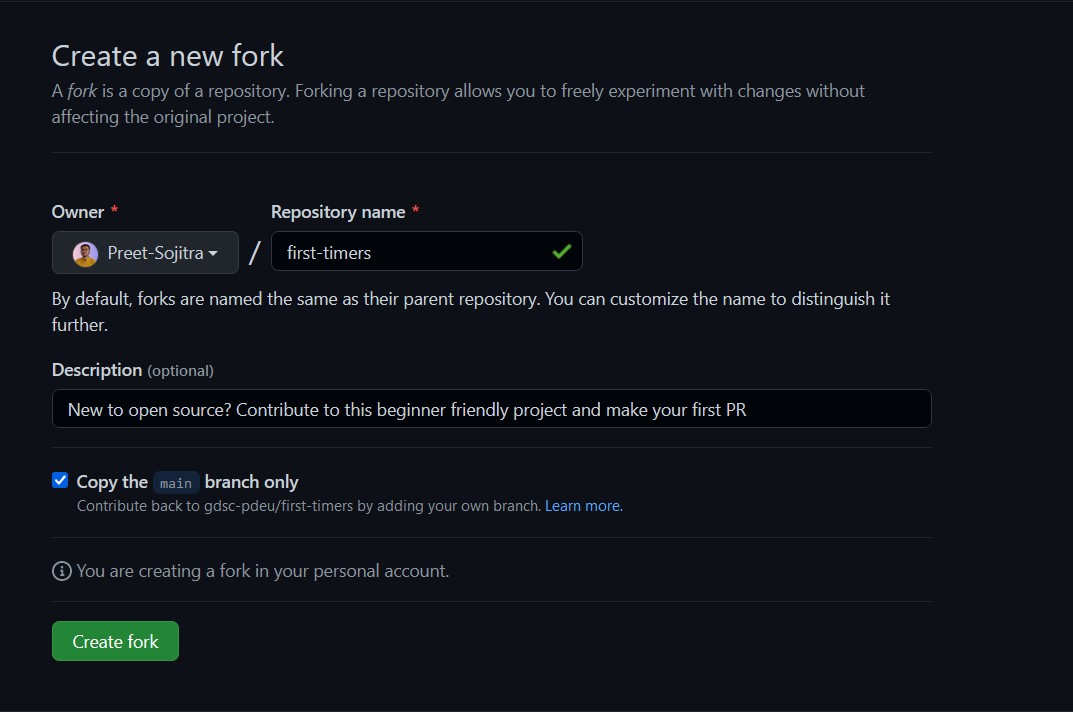 Create a new fork
A fork is a copy of a repository. Forking a repository allows you to freely experiment with changes without
affecting the original project.
Owner * Repository name *
Preet-Sojitra / first-timers
By default, forks are named the same as their parent repository. You can customize the name to distinguish it
further.
Description (optional)
New to open source? Contribute to this beginner friendly project and make your first PR
Copy the main branch only
Contribute back to gdsc-pdeu/first-timers by adding your own branch. Learn more.
You are creating a fork in your personal account.
Create fork